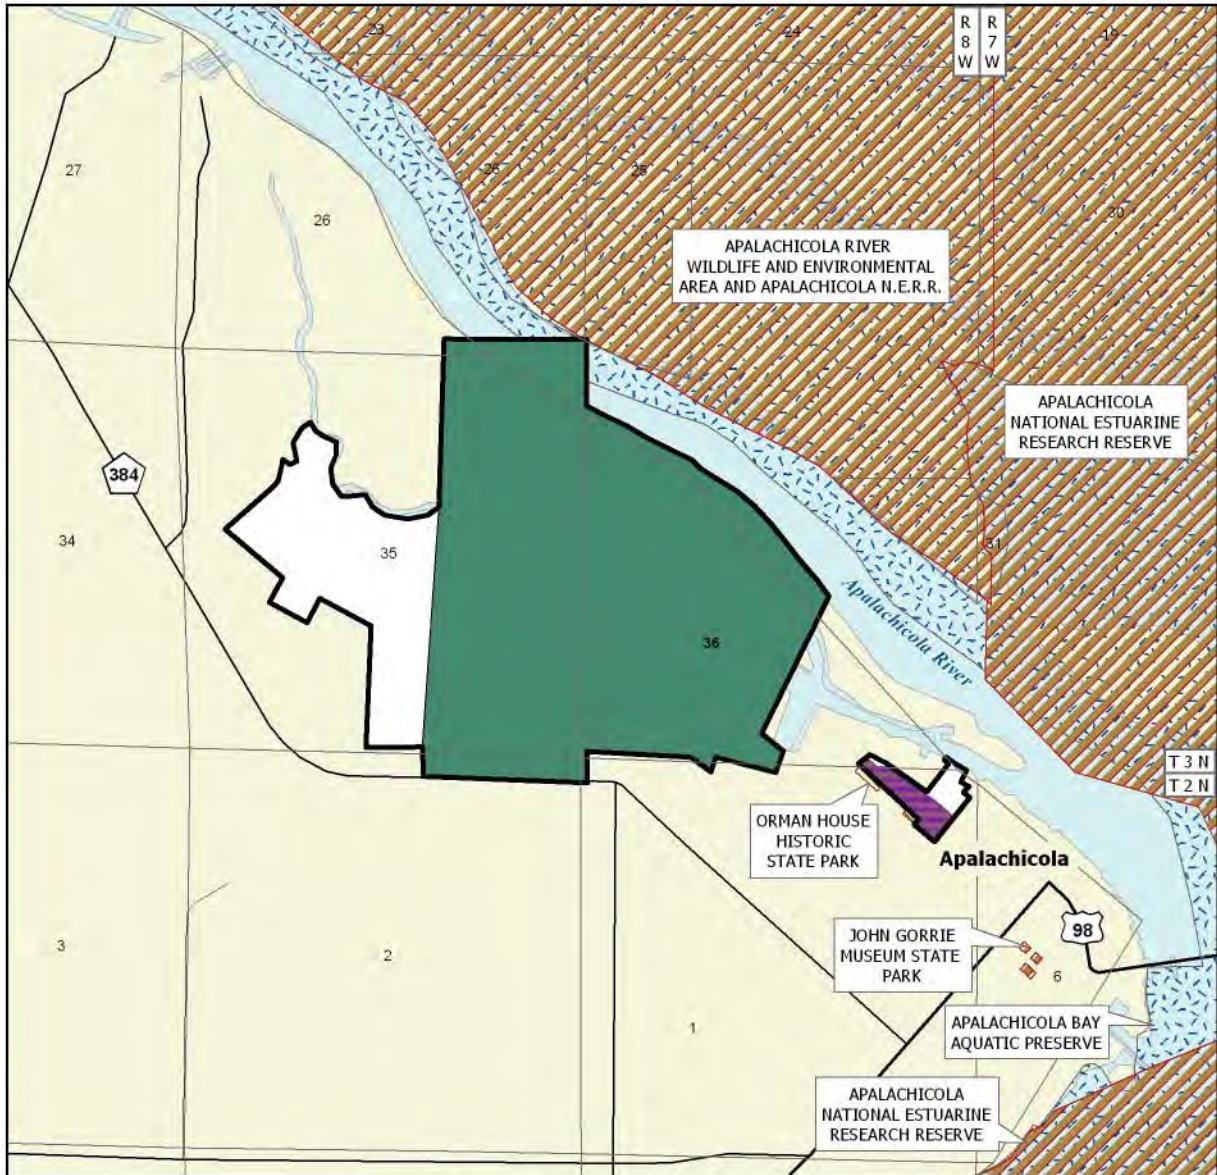 23
24
19
R
8
W
R
7
W
27
26
26
25
30
APALACHICOLA RIVER
WILDLIFE AND ENVIRONMENTAL
AREA AND APALACHICOLA N.E.R.R.
APALACHICOLA
NATIONAL ESTUARINE
RESEARCH RESERVE
384
34
35
31
36
Apalachicola River
T 3 N
T 2 N
ORMAN HOUSE
HISTORIC
STATE PARK
Apalachicola
98
JOHN GORRIE
MUSEUM STATE
PARK
3
2
6
1
APALACHICOLA BAY
AQUATIC PRESERVE
APALACHICOLA
NATIONAL ESTUARINE
RESEARCH RESERVE